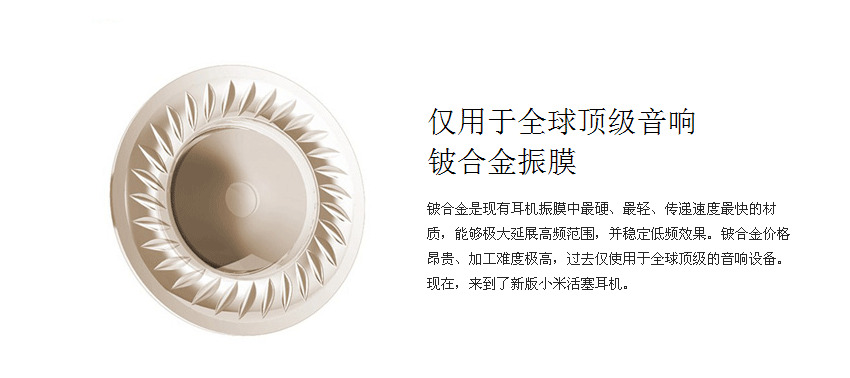 仅用于全球顶级音响
铍合金振膜
铍合金是现有耳机振膜中最硬、最轻、传递速度最快的材
质，能够极大延展高频范围，并稳定低频效果。铍合金价格
昂贵、加工难度极高，过去仅使用于全球顶级的音响设备。
现在，来到了新版小米活塞耳机。